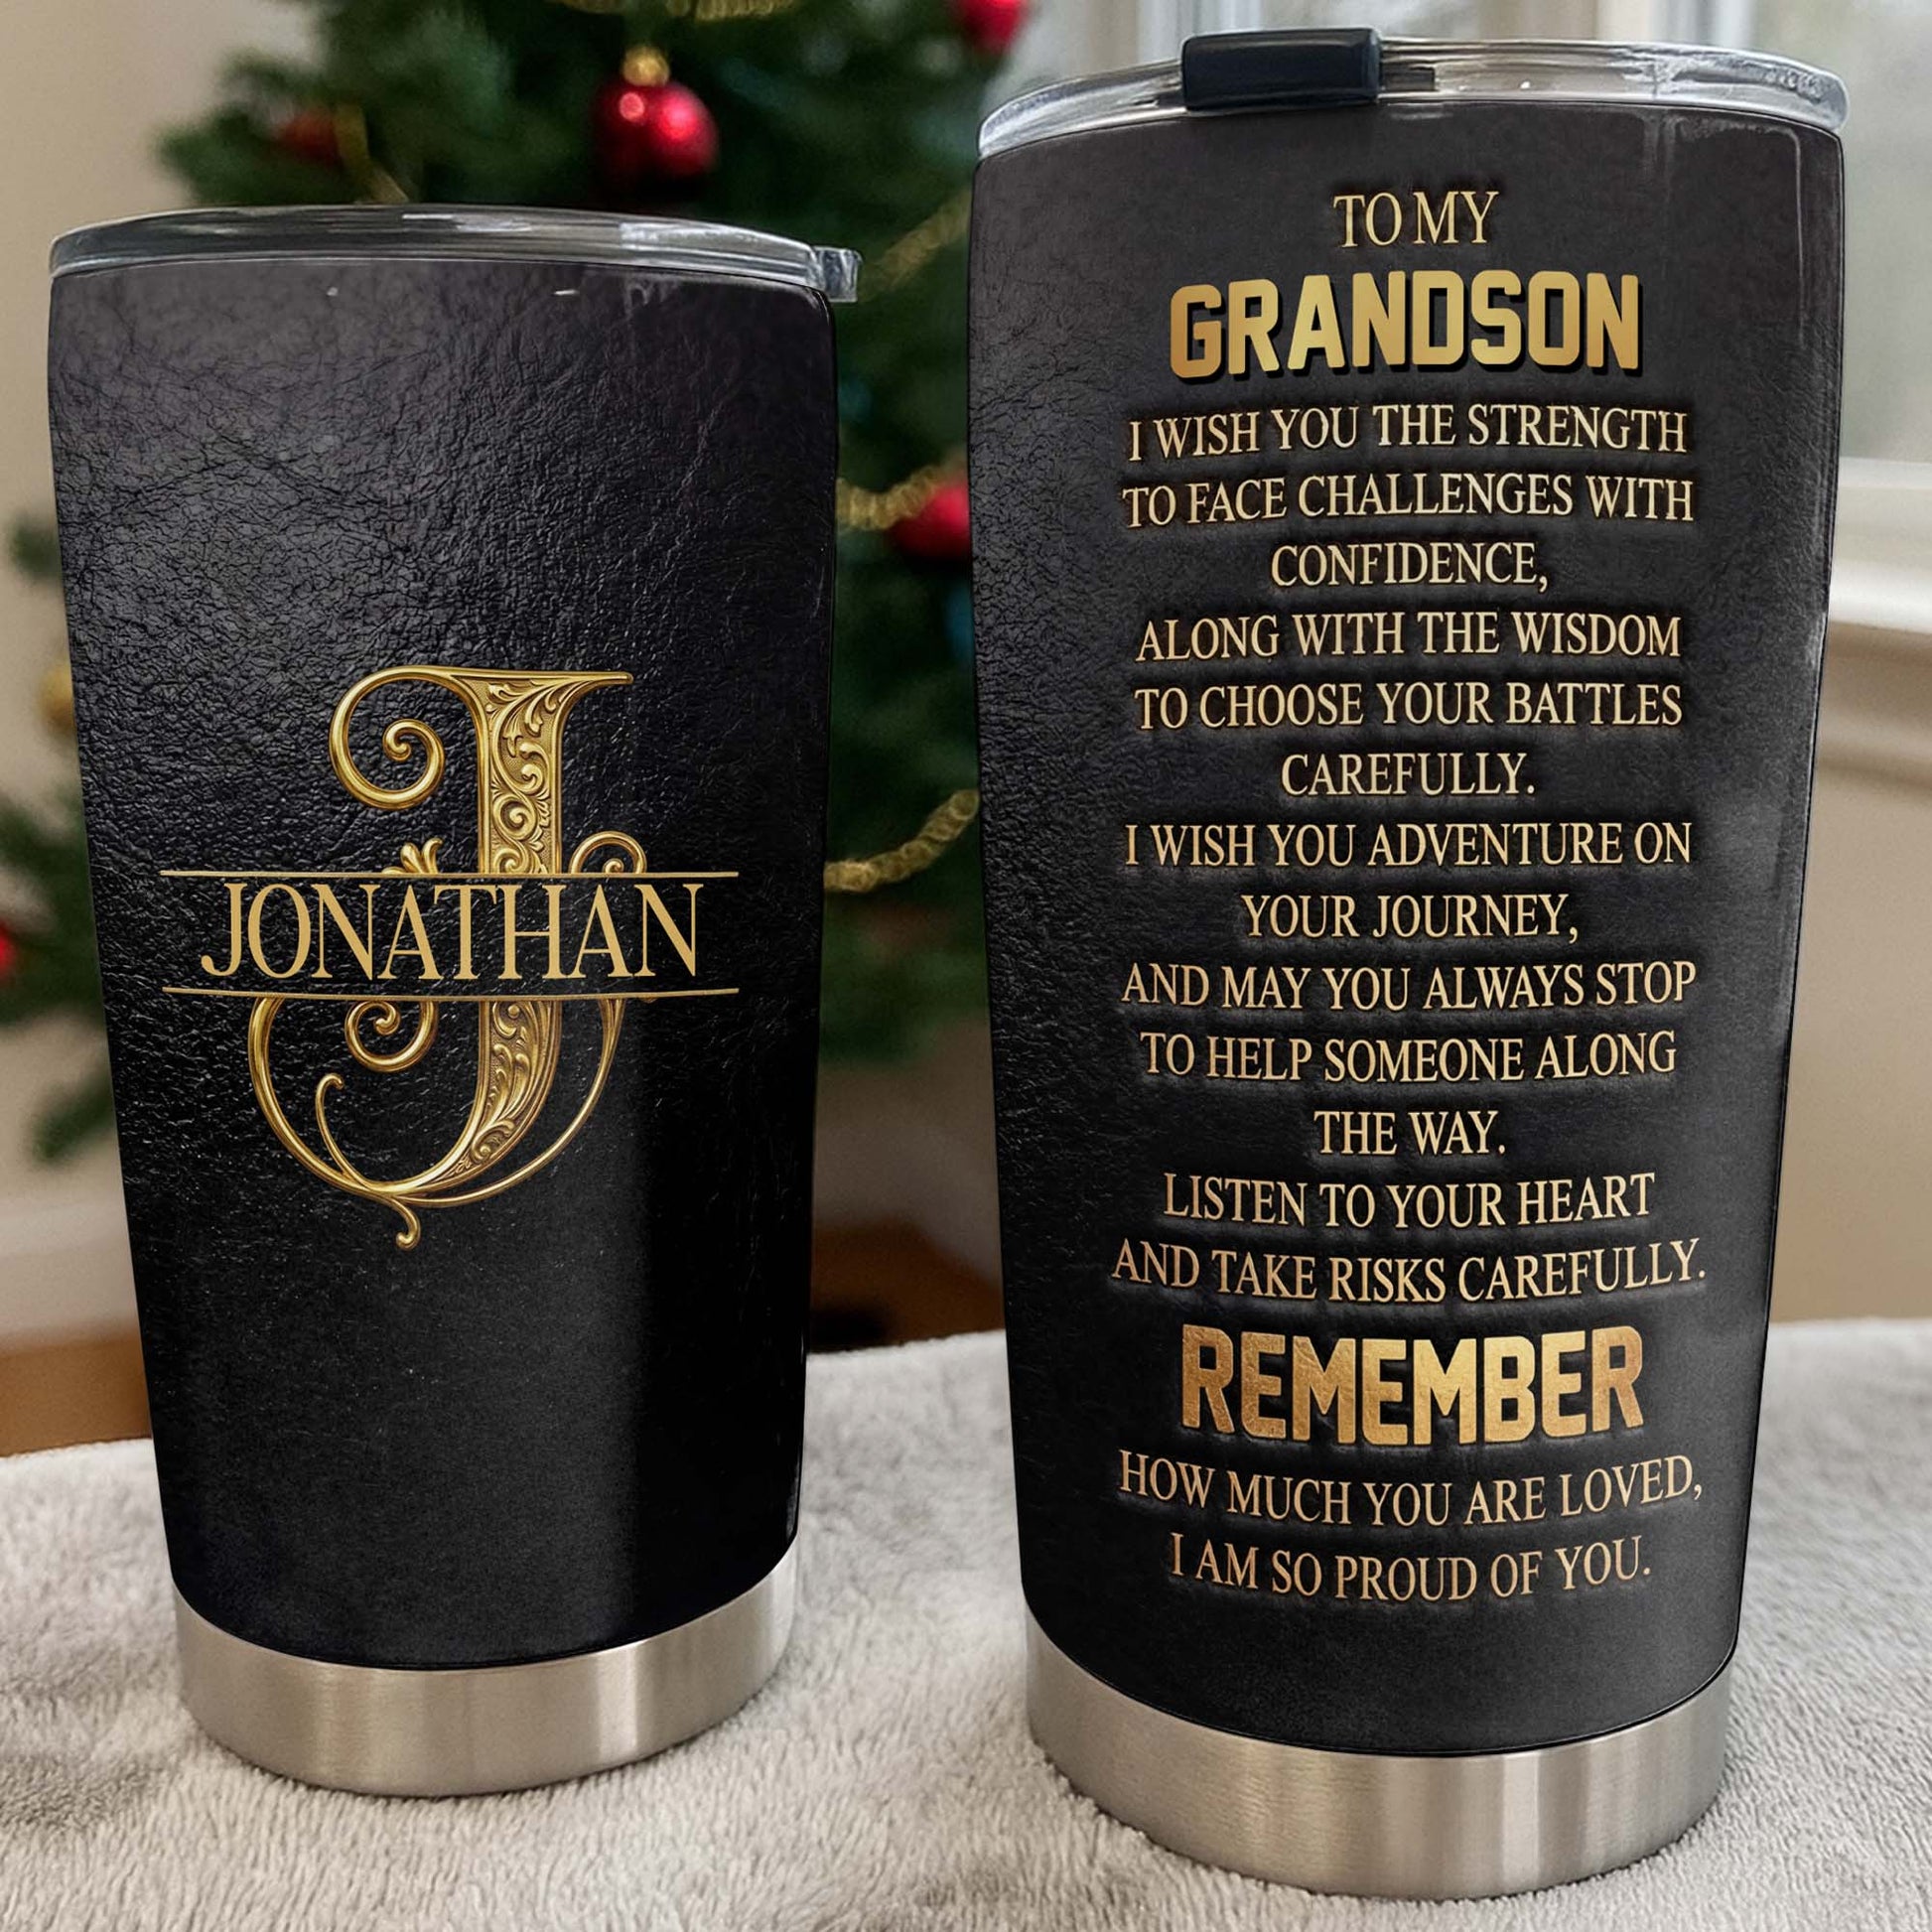 J
JONATHAN
TO MY
GRANDSON
I WISH YOU THE STRENGTH
TO FACE CHALLENGES WITH
CONFIDENCE,
ALONG WITH THE WISDOM
TO CHOOSE YOUR BATTLES
CAREFULLY.
I WISH YOU ADVENTURE ON
YOUR JOURNEY,
AND MAY YOU ALWAYS STOP
TO HELP SOMEONE ALONG
THE WAY.
LISTEN TO YOUR HEART
AND TAKE RISKS CAREFULLY.
REMEMBER
HOW MUCH YOU ARE LOVED,
I AM SO PROUD OF YOU.